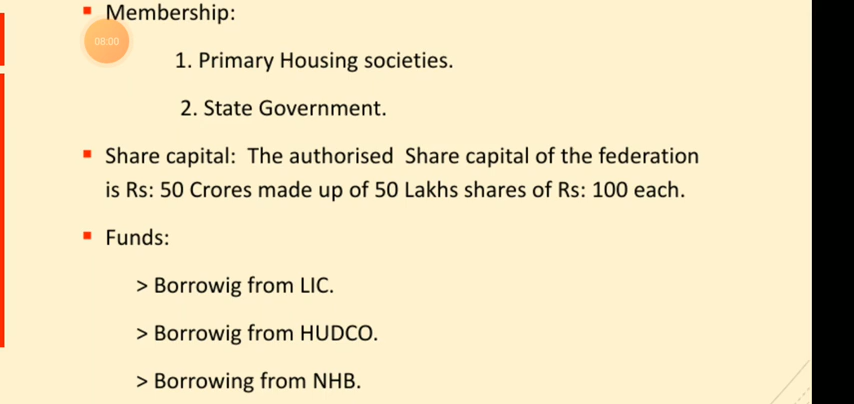 Membership:
08:00
1. Primary Housing societies.
2. State Government.
Share capital: The authorised Share capital of the federation
is Rs: 50 Crores made up of 50 Lakhs shares of Rs: 100 each.
Funds:
> Borrowig from LIC.
> Borrowig from HUDCO.
> Borrowing from NHB.